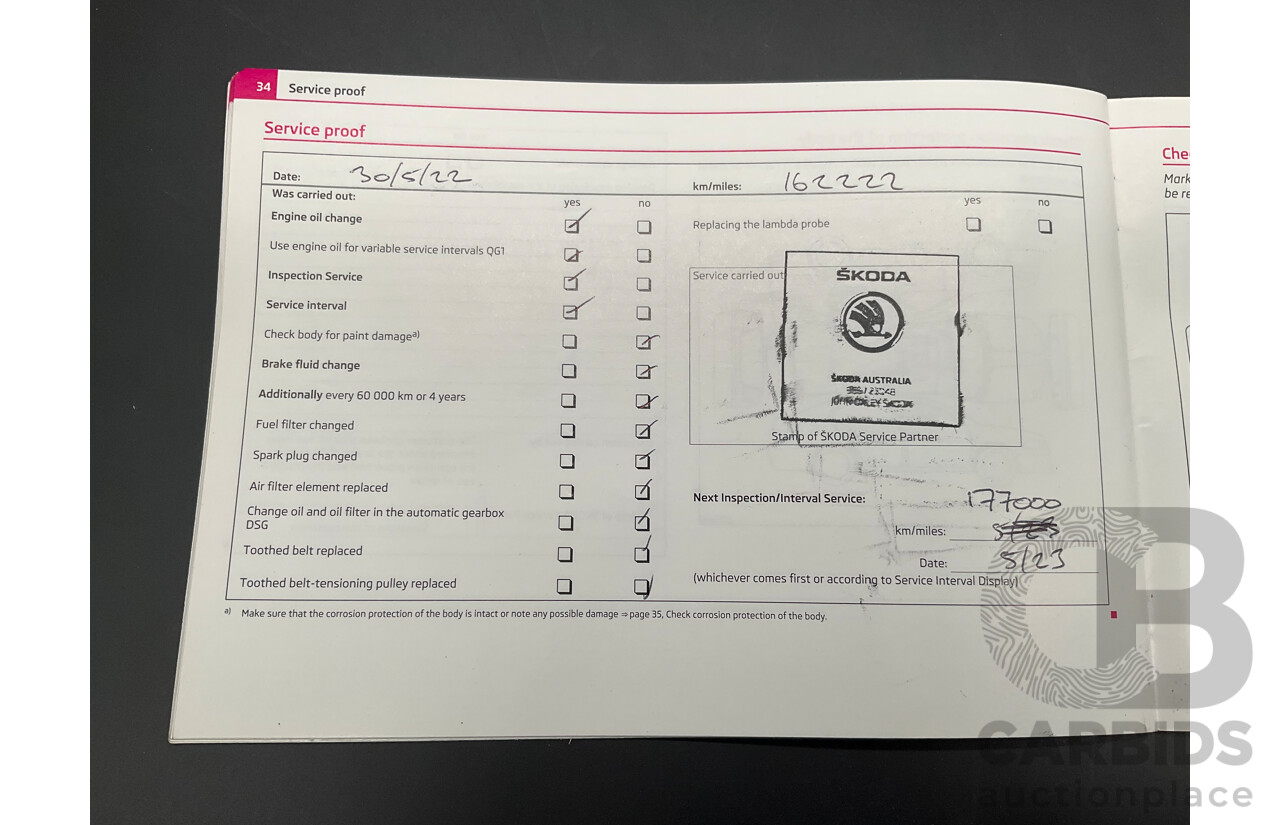 34 Service proof
Service proof
Che
Date: 30/5/22
km/miles: 162222
Mark
be re
Was carried out:
yes no
yes no
Engine oil change
Replacing the lambda probe
Use engine oil for variable service intervals QG1
Inspection Service
Service carried out
ŠKODA
Service interval
Check body for paint damage a)
Brake fluid change
ŠKODA AUSTRALIA
Additionally every 60 000 km or 4 years
Fuel filter changed
Stamp of ŠKODA Service Partner
Spark plug changed
Air filter element replaced
Next Inspection/Interval Service:
177000
Change oil and oil filter in the automatic gearbox
DSG
km/miles: 5/23
Toothed belt replaced
Date: 5/23
Toothed belt-tensioning pulley replaced
(whichever comes first or according to Service Interval Display)
a) Make sure that the corrosion protection of the body is intact or note any possible damage ⇒ page 35, Check corrosion protection of the body.
CB
CARBIDS
auctionplace